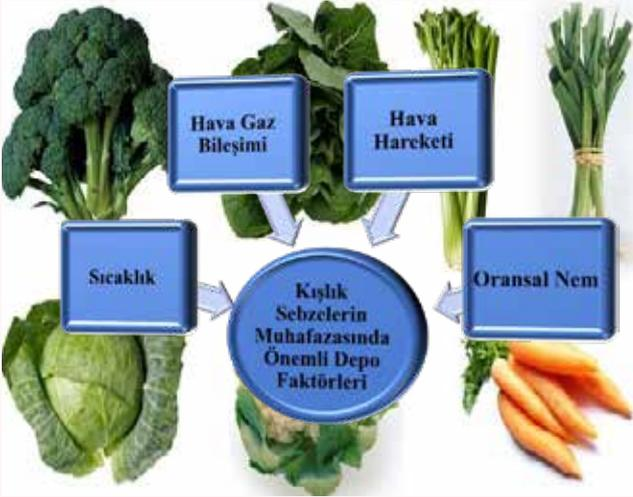 Hava Gaz
Bileşimi
Hava
Hareketi
Sıcaklık
Oransal Nem
Kışlık
Sebzelerin
Muhafazasında
Önemli Depo
Faktörleri